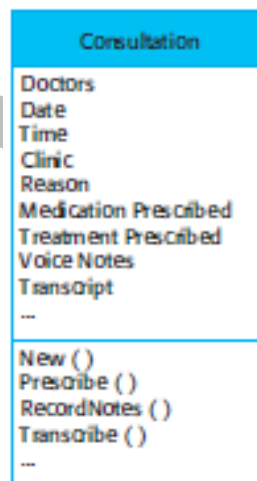 Consultation
Doctors
Date
Time
Clinic
Reason
Medication Prescribed
Treatment Prescribed
Voice Notes
Transcript
...
New ( )
Prescribe ( )
RecordNotes ( )
Transcribe ( )
...